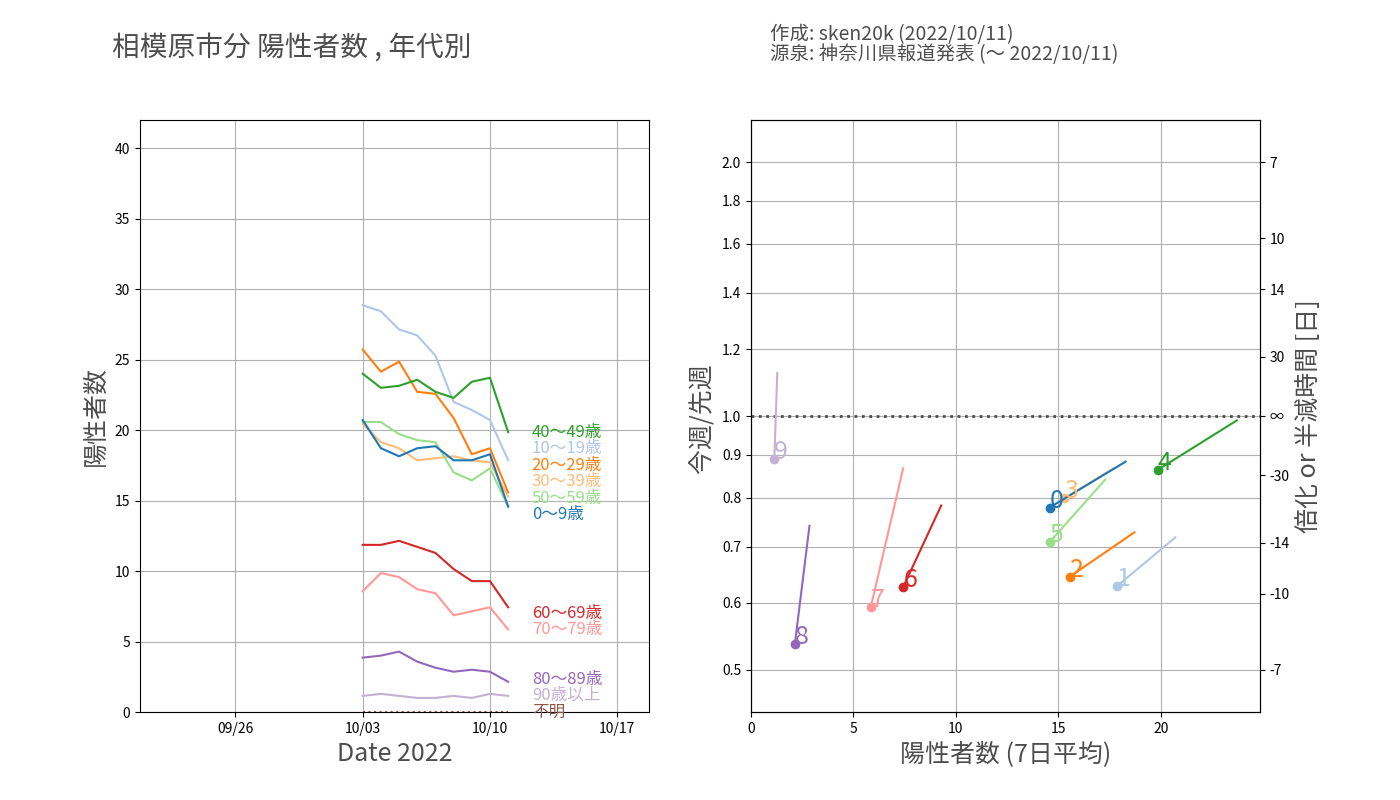 相模原市分 陽性者数 , 年代別
作成: sken20k (2022/10/11)
源泉: 神奈川県報道発表 (〜 2022/10/11)
陽性者数
40
35
30
25
20
15
10
5
0
09/26
10/03
10/10
10/17
Date 2022
40〜49歳
10〜19歳
20〜29歳
30〜39歳
50〜59歳
0〜9歳
60〜69歳
70〜79歳
80〜89歳
90歳以上
不明
今週/先週
2.0
1.8
1.6
1.4
1.2
1.0
0.9
0.8
0.7
0.6
0.5
0
5
10
15
20
陽性者数 (7日平均)
9
4
3
0
5
2
1
6
7
8
7
10
14
30
∞
-30
-14
-10
-7
倍化 or 半減時間 [日]